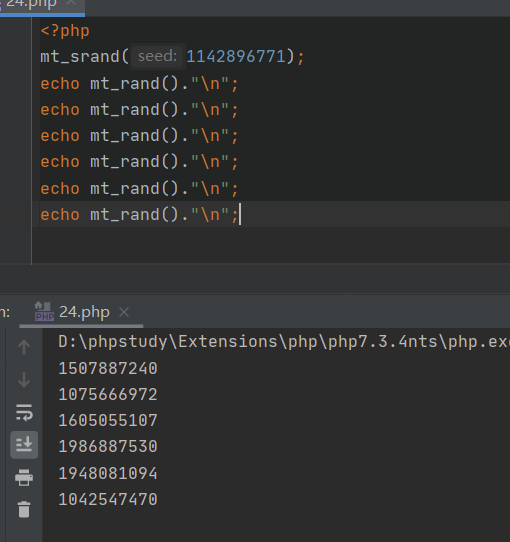 24.php
<?php
mt_srand( seed: 1142896771);
echo mt_rand()."\n";
echo mt_rand()."\n";
echo mt_rand()."\n";
echo mt_rand()."\n";
echo mt_rand()."\n";
echo mt_rand()."\n";
n: 24.php
D:\phpstudy\Extensions\php\php7.3.4nts\php.ex
1507887240
1075666972
1605055107
1986887530
1948081094
1042547470